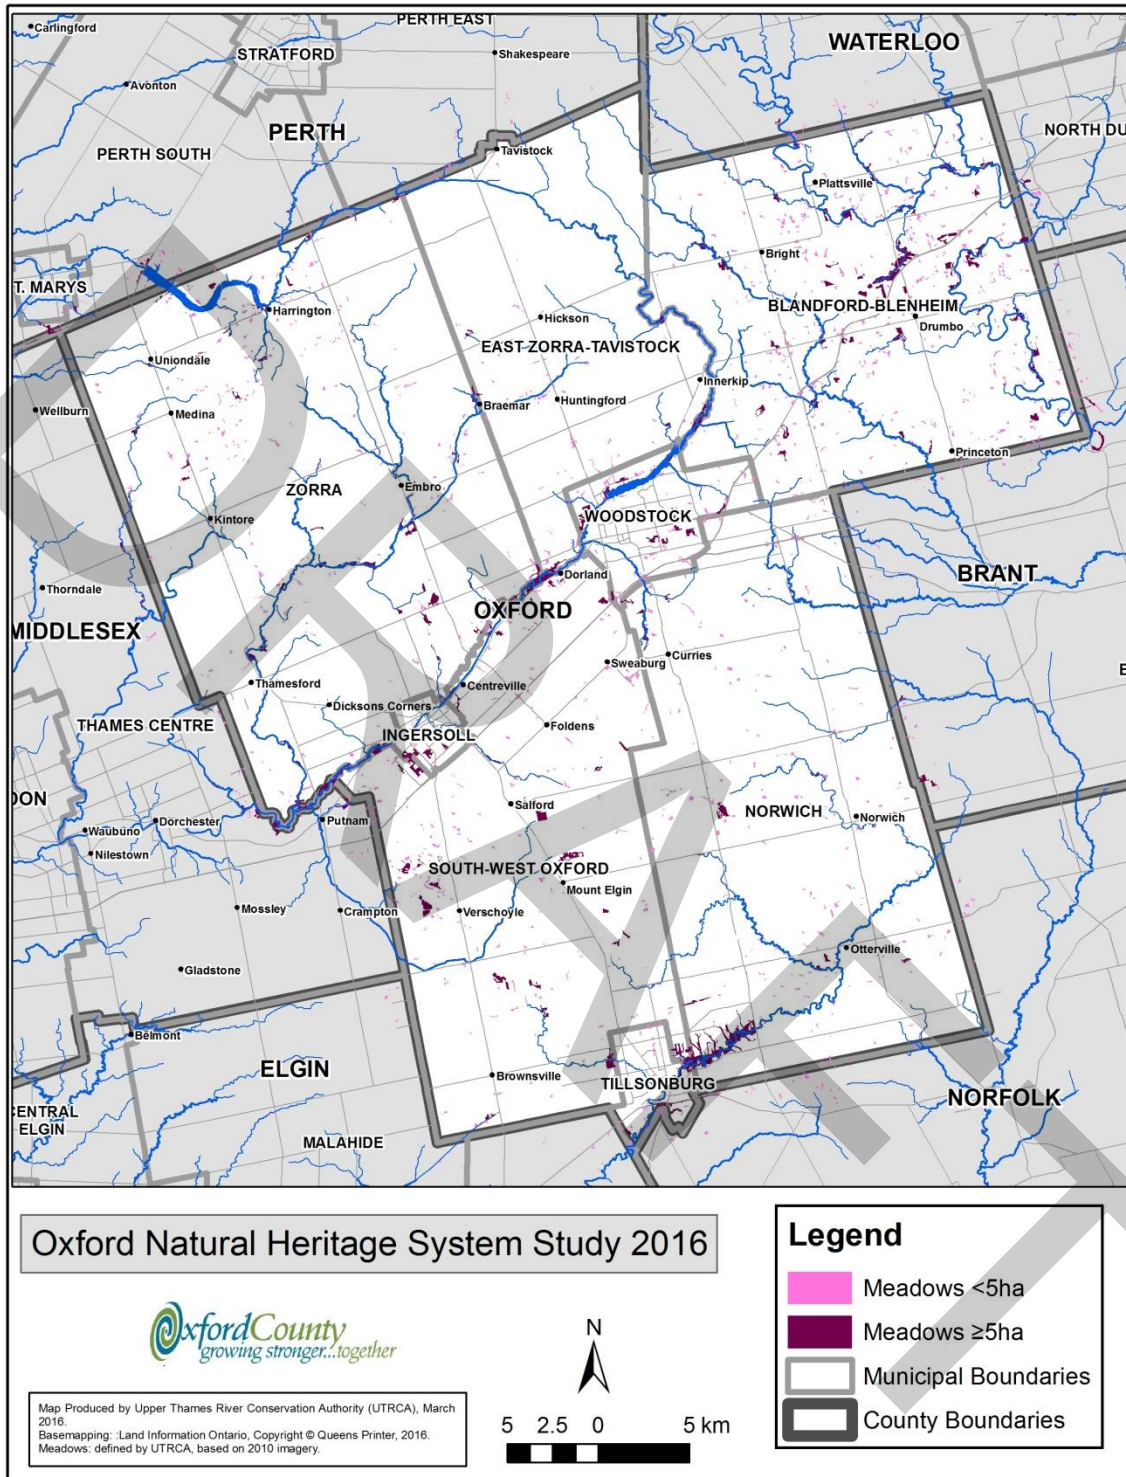 PERTH EAST
Carlingford
WATERLOO
STRATFORD
Shakespeare
Avonton
PERTH
NORTH DU
PERTH SOUTH
Tavistock
Plattsville
Bright
T. MARYS
BLANDFORD-BLENHEIM
Harrington
Hickson
Drumbo
EAST ZORRA-TAVISTOCK
Uniondale
Innerkip
Wellburn
Medina
Braemar
Huntingford
Princeton
ZORRA
Embro
WOODSTOCK
Kintore
BRANT
Thorndale
Dorland
OXFORD
MIDDLESEX
Sweaburg
Curries
E
Thamesford
Centreville
Dicksons Corners
THAMES CENTRE
Foldens
INGERSOLL
DON
Salford
NORWICH
Norwich
Waubuno
Dorchester
Putnam
Nilestown
SOUTH-WEST OXFORD
Mount Elgin
Mossley
Crampton
Verschoyle
Otterville
Gladstone
Belmont
ELGIN
Brownsville
TILLSONBURG
NORFOLK
CENTRAL
ELGIN
MALAHIDE
DRAFT
Oxford Natural Heritage System Study 2016
OxfordCounty
growing stronger...together
Map Produced by Upper Thames River Conservation Authority (UTRCA), March
2016.
Basemapping: :Land Information Ontario, Copyright © Queens Printer, 2016.
Meadows: defined by UTRCA, based on 2010 imagery.
N
5 2.5 0 5 km
Legend
Meadows <5ha
Meadows ≥5ha
Municipal Boundaries
County Boundaries